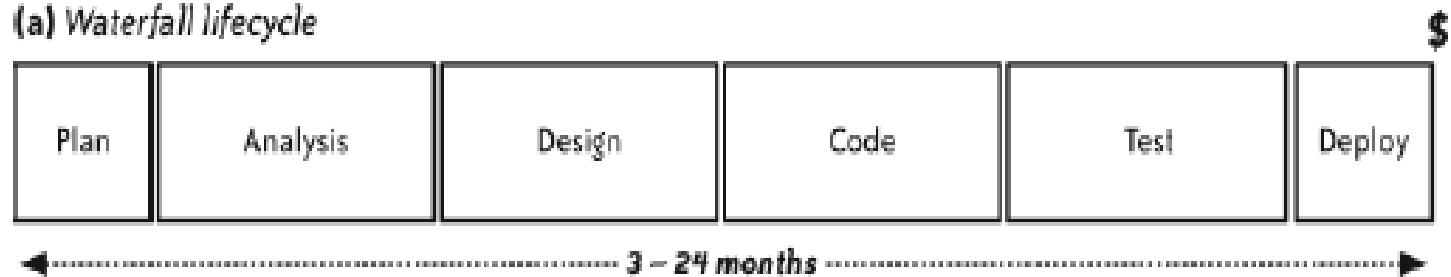 (a) Waterfall lifecycle
$
Plan Analysis Design Code Test Deploy
3 – 24 months